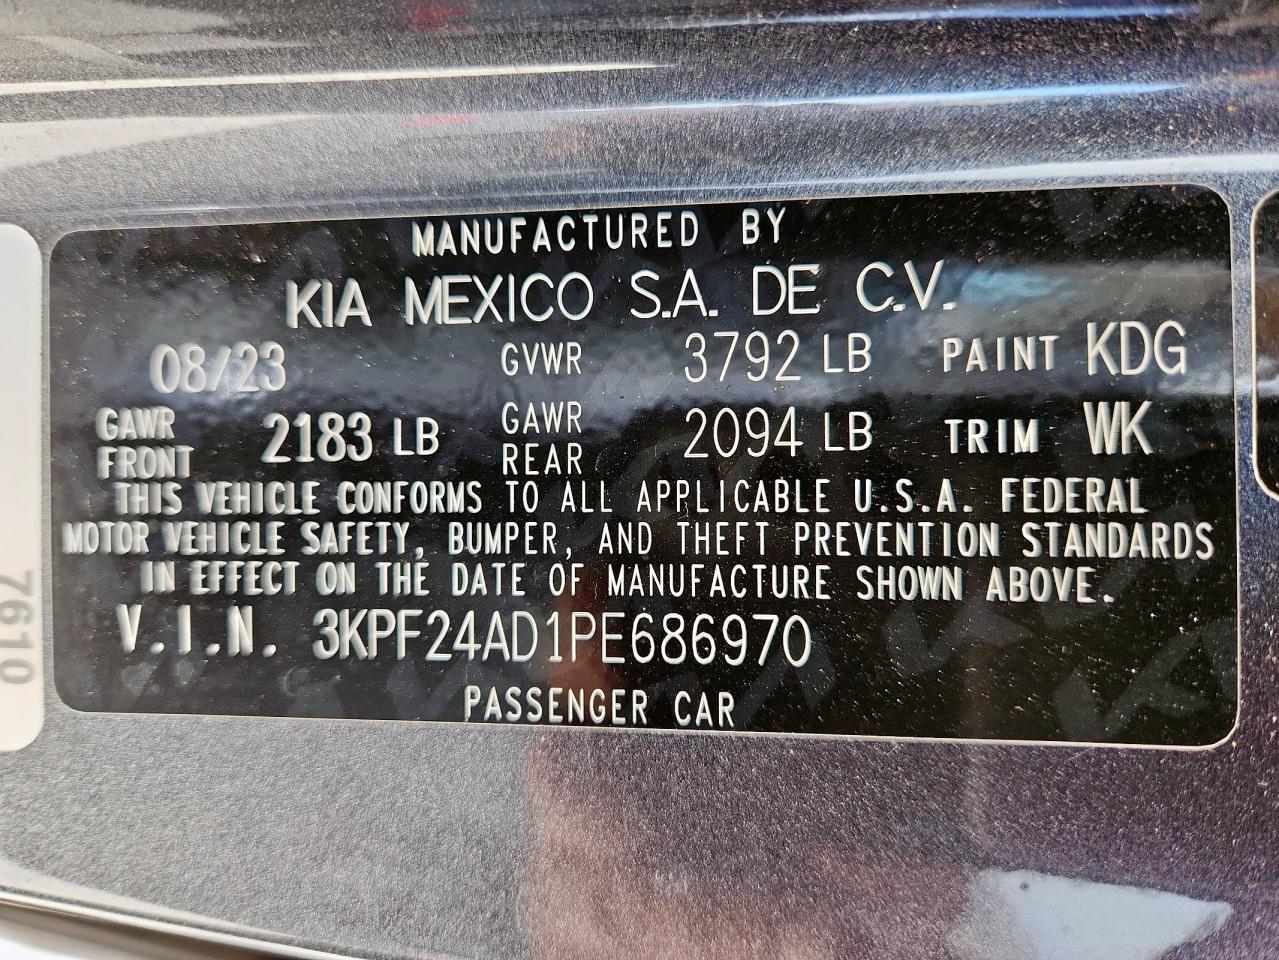 MANUFACTURED BY
KIA MEXICO S.A. DE C.V.
08/23 GVWR 3792 LB PAINT KDG
GAWR FRONT 2183 LB GAWR REAR 2094 LB TRIM WK
THIS VEHICLE CONFORMS TO ALL APPLICABLE U.S.A. FEDERAL
MOTOR VEHICLE SAFETY, BUMPER, AND THEFT PREVENTION STANDARDS
IN EFFECT ON THE DATE OF MANUFACTURE SHOWN ABOVE.
V.I.N. 3KPF24AD1PE686970
PASSENGER CAR
7610